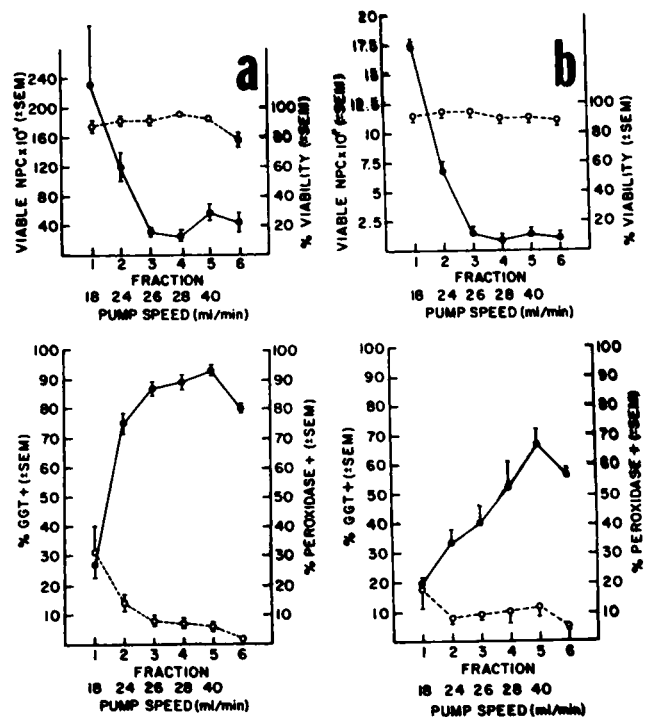 a
VIABLE NPC x 10 (±SEM)
240
200
160
120
80
40
100
80
60
40
20
% VIABILITY (±SEM)
1 2 3 4 5 6
FRACTION
18 24 26 28 40
PUMP SPEED (ml/min)
b
VIABLE NPC x 10 (±SEM)
20
17.5
15
12.5
10
7.5
5
2.5
100
80
60
40
20
% VIABILITY (±SEM)
1 2 3 4 5 6
FRACTION
18 24 26 28 40
PUMP SPEED (ml/min)
% GGT + (±SEM)
100
90
80
70
60
50
40
30
20
10
100
90
80
70
60
50
40
30
20
10
% PEROXIDASE + (±SEM)
1 2 3 4 5 6
FRACTION
18 24 26 28 40
PUMP SPEED (ml/min)
% GGT + (±SEM)
100
90
80
70
60
50
40
30
20
10
100
90
80
70
60
50
40
30
20
10
% PEROXIDASE + (±SEM)
1 2 3 4 5 6
FRACTION
18 24 26 28 40
PUMP SPEED (ml/min)